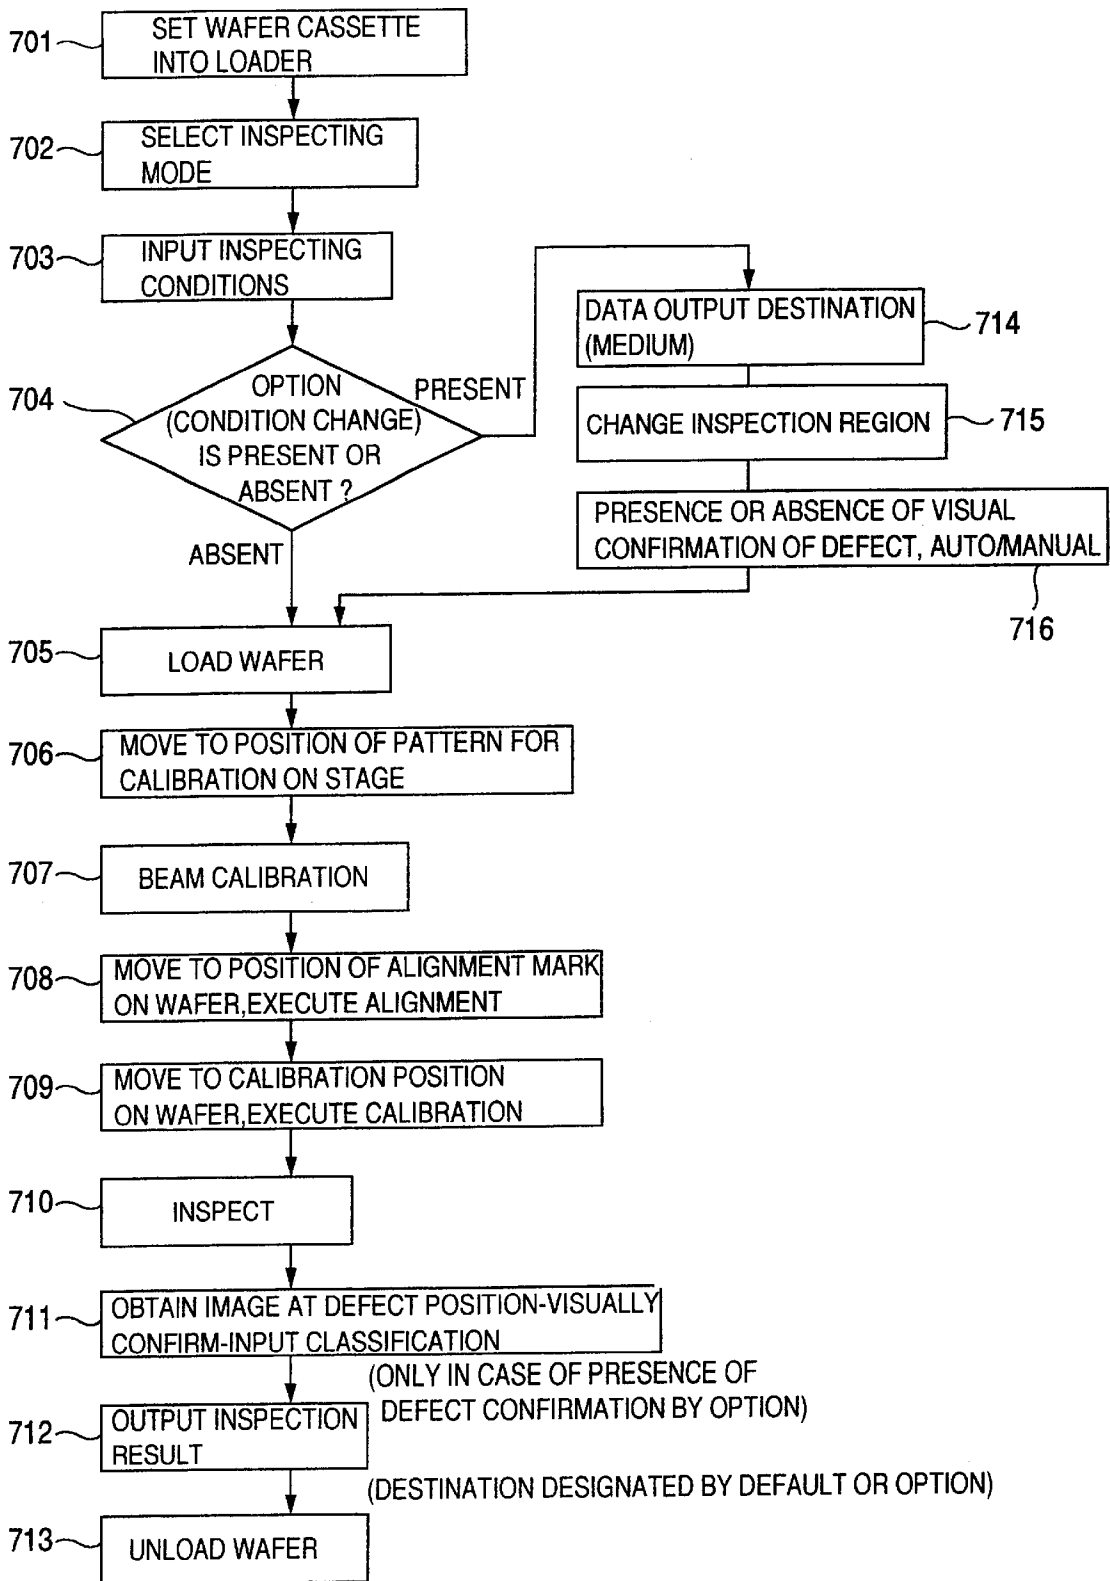 701
SET WAFER CASSETTE
INTO LOADER
702
SELECT INSPECTING
MODE
703
INPUT INSPECTING
CONDITIONS
704
OPTION
(CONDITION CHANGE)
IS PRESENT OR
ABSENT ?
PRESENT
ABSENT
DATA OUTPUT DESTINATION
(MEDIUM)
714
CHANGE INSPECTION REGION
715
PRESENCE OR ABSENCE OF VISUAL
CONFIRMATION OF DEFECT, AUTO/MANUAL
716
705
LOAD WAFER
706
MOVE TO POSITION OF PATTERN FOR
CALIBRATION ON STAGE
707
BEAM CALIBRATION
708
MOVE TO POSITION OF ALIGNMENT MARK
ON WAFER,EXECUTE ALIGNMENT
709
MOVE TO CALIBRATION POSITION
ON WAFER,EXECUTE CALIBRATION
710
INSPECT
711
OBTAIN IMAGE AT DEFECT POSITION-VISUALLY
CONFIRM-INPUT CLASSIFICATION
(ONLY IN CASE OF PRESENCE OF
DEFECT CONFIRMATION BY OPTION)
712
OUTPUT INSPECTION
RESULT
(DESTINATION DESIGNATED BY DEFAULT OR OPTION)
713
UNLOAD WAFER